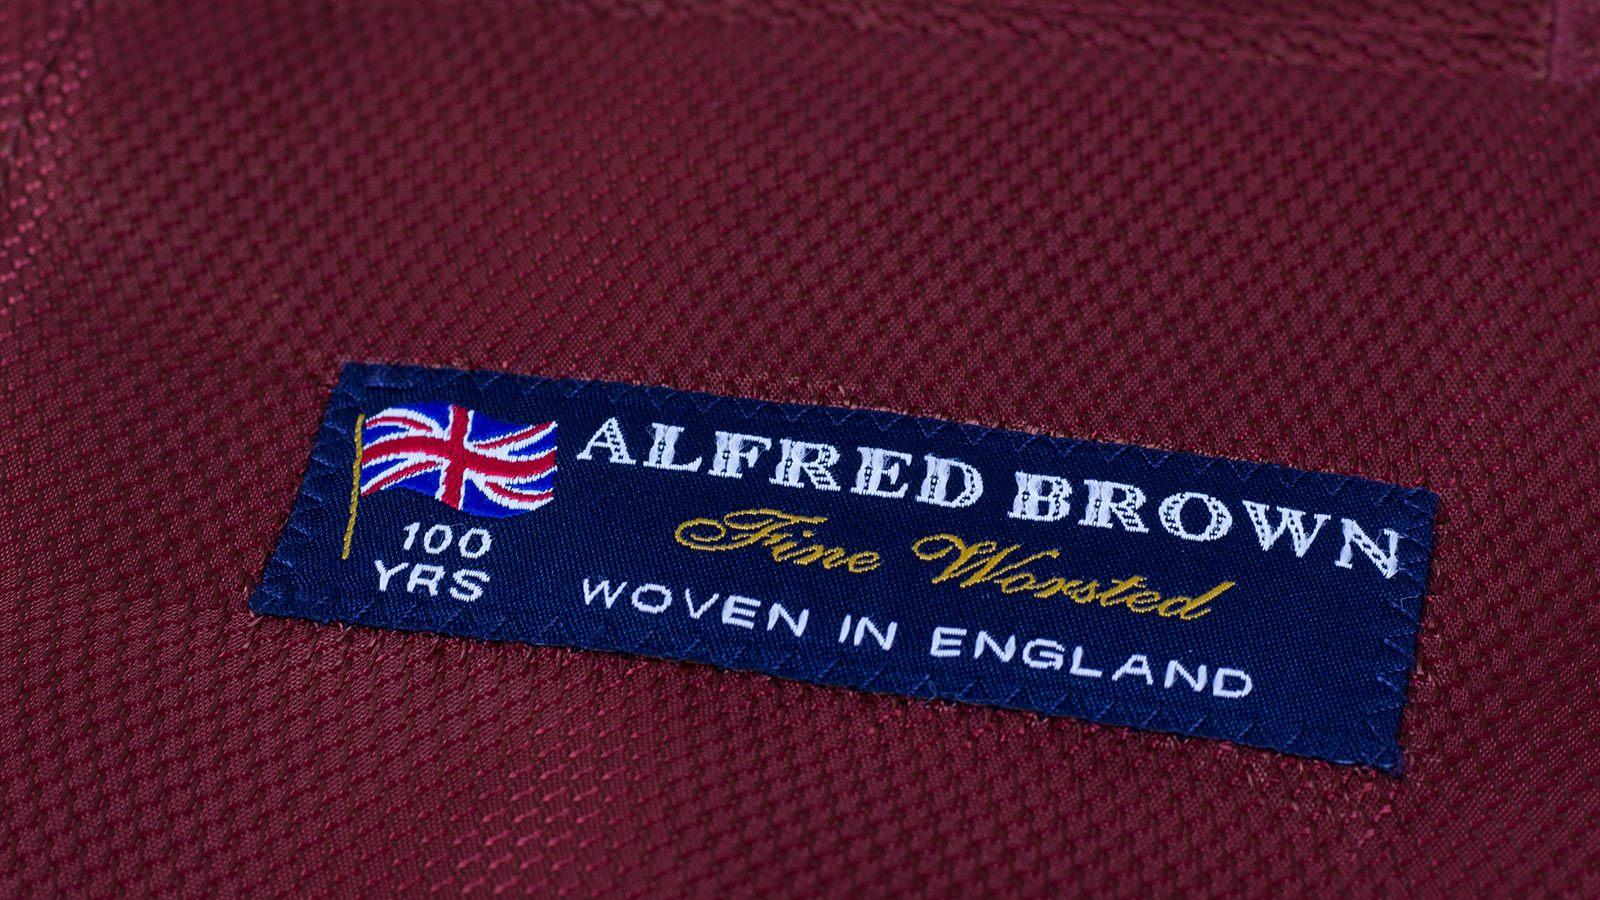 ALFRED BROWN
Fine Worsted
WOVEN IN ENGLAND
100
YRS